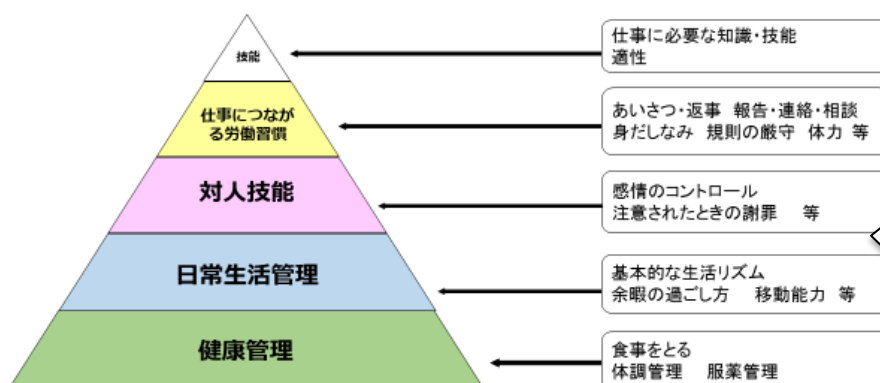 技能
仕事に必要な知識・技能
適性
仕事につなが
る労働習慣
あいさつ・返事 報告・連絡・相談
身だしなみ 規則の厳守 体力 等
対人技能
感情のコントロール
注意されたときの謝罪 等
日常生活管理
基本的な生活リズム
余暇の過ごし方 移動能力 等
健康管理
食事をとる
体調管理 服薬管理